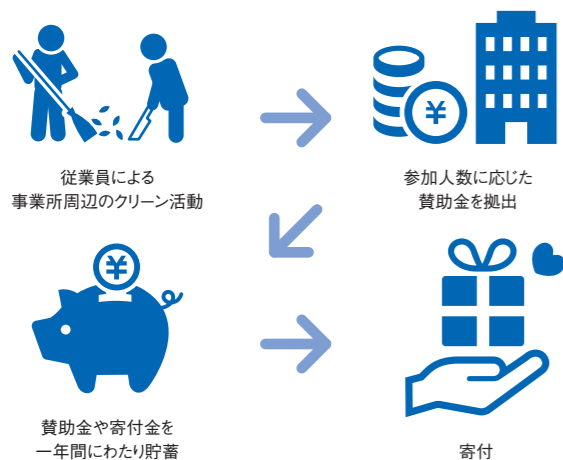 従業員による
事業所周辺のクリーン活動
¥
参加人数に応じた
賛助金を拠出
¥
賛助金や寄付金を
一年間にわたり貯蓄
寄付